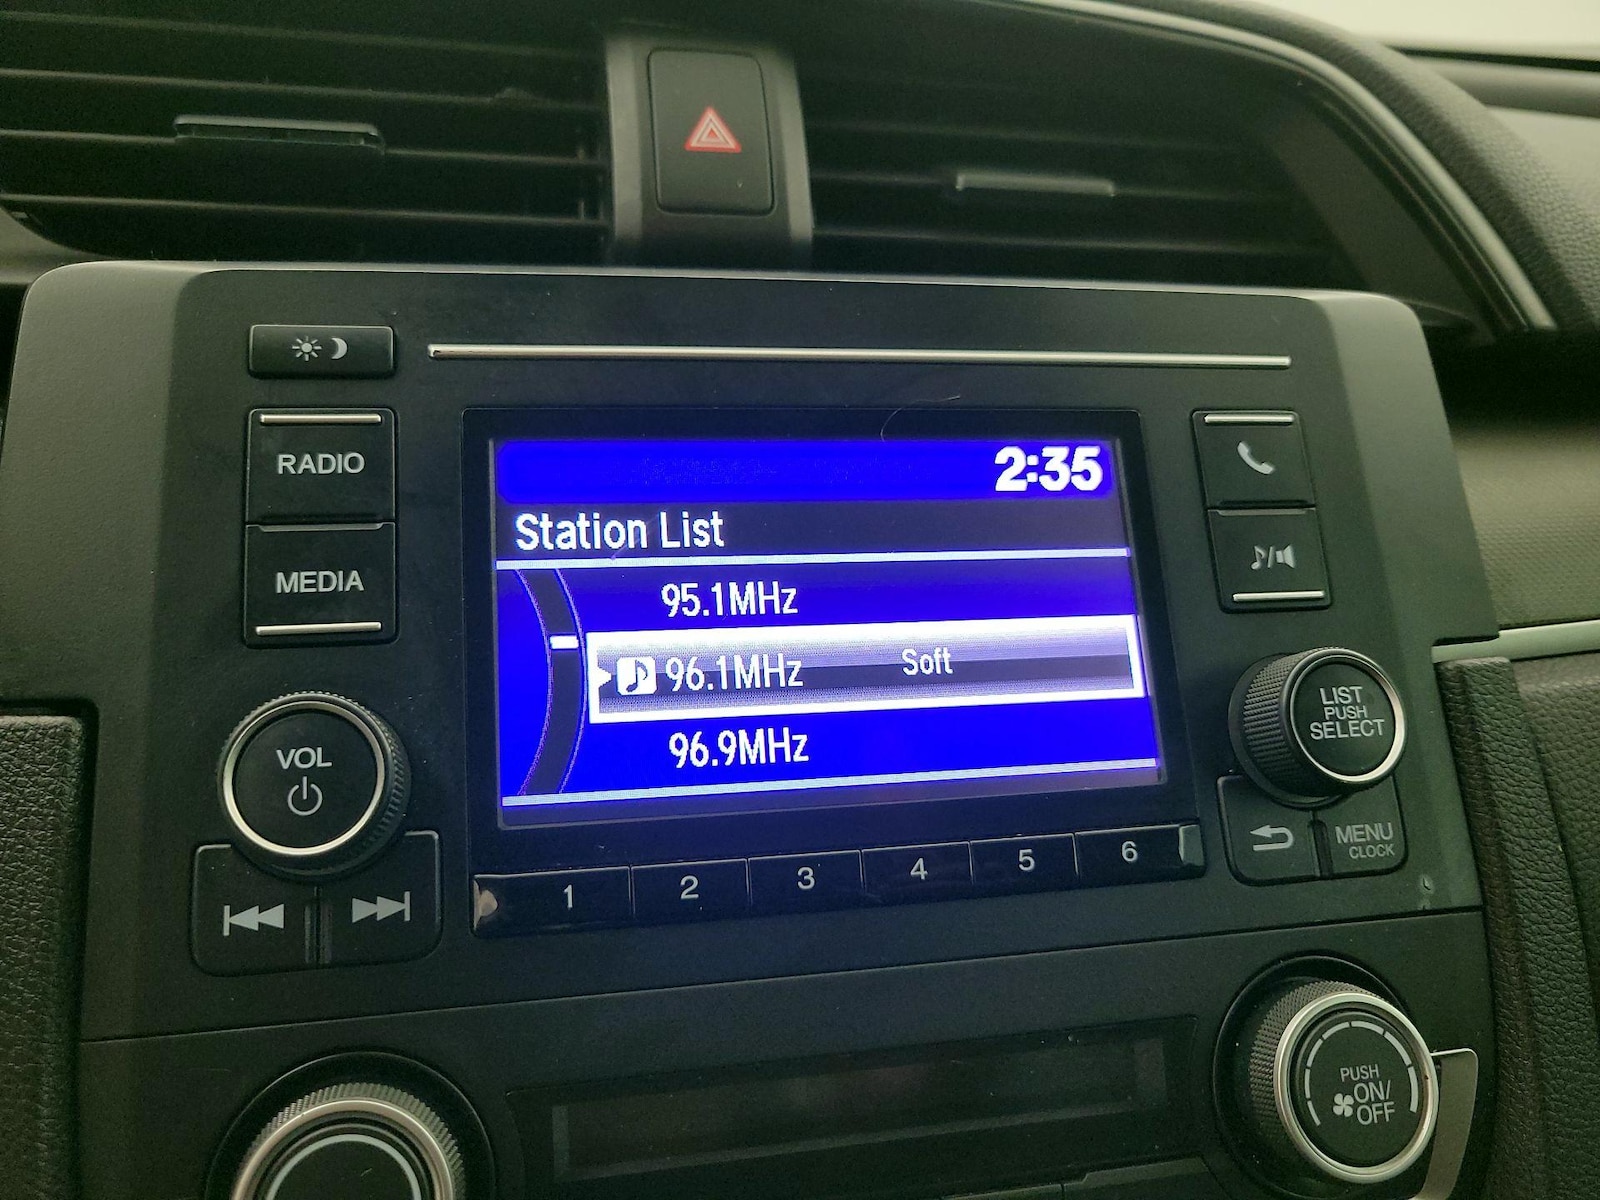 RADIO
MEDIA
VOL
2:35
Station List
95.1MHz
96.1MHz Soft
96.9MHz
1 2 3 4 5 6
LIST
PUSH
SELECT
MENU
CLOCK
PUSH
ON/
OFF